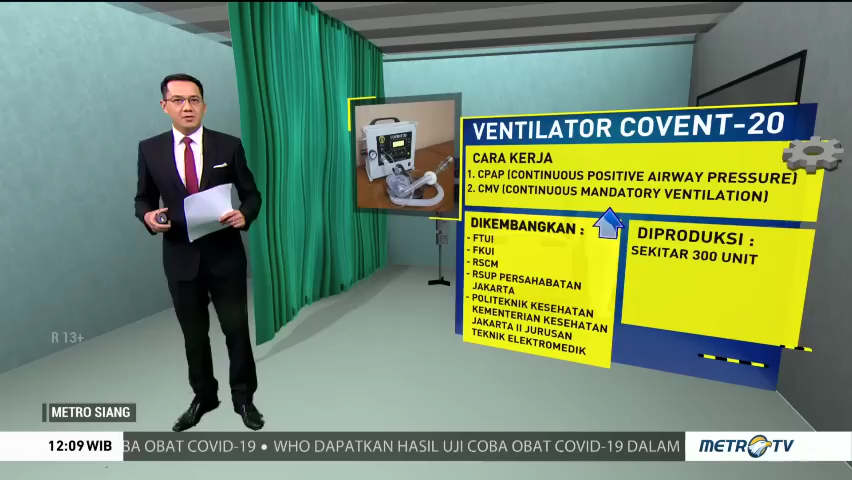 VENTILATOR COVENT-20
CARA KERJA
1. CPAP (CONTINUOUS POSITIVE AIRWAY PRESSURE)
2. CMV (CONTINUOUS MANDATORY VENTILATION)
DIKEMBANGKAN :
- FTUI
- FKUI
- RSCM
- RSUP PERSAHABATAN
JAKARTA
- POLITEKNIK KESEHATAN
KEMENTERIAN KESEHATAN
JAKARTA II JURUSAN
TEKNIK ELEKTROMEDIK
DIPRODUKSI :
SEKITAR 300 UNIT
R 13+
METRO SIANG
12:09 WIB
BA OBAT COVID-19 • WHO DAPATKAN HASIL UJI COBA OBAT COVID-19 DALAM
METRO TV